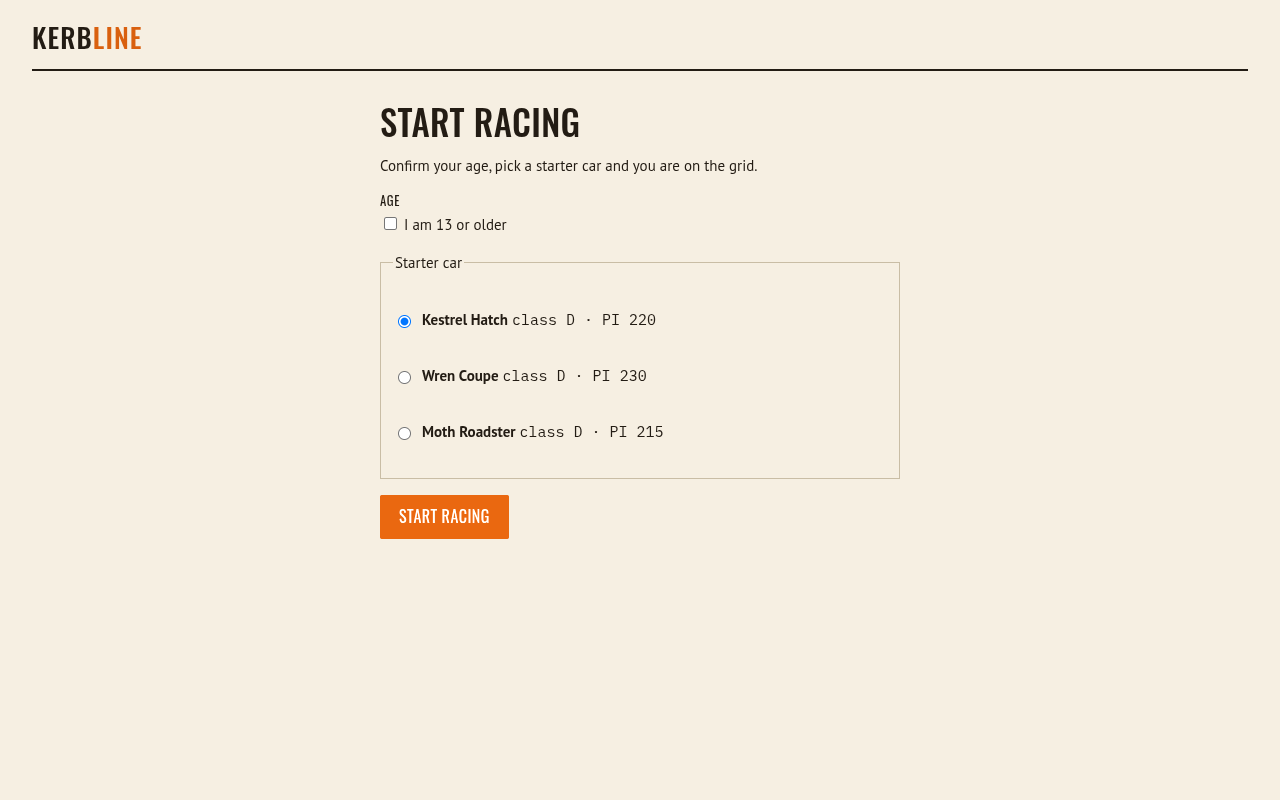 KERBLINE
START RACING
Confirm your age, pick a starter car and you are on the grid.
AGE
I am 13 or older
Starter car
Kestrel Hatch class D · PI 220
Wren Coupe class D · PI 230
Moth Roadster class D · PI 215
START RACING